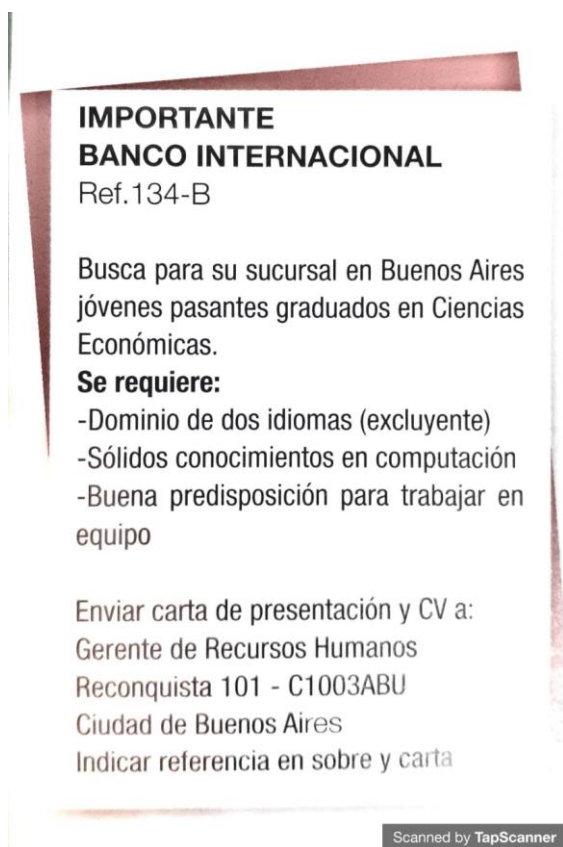 IMPORTANTE
BANCO INTERNACIONAL
Ref.134-B
Busca para su sucursal en Buenos Aires
jóvenes pasantes graduados en Ciencias
Económicas.
Se requiere:
-Dominio de dos idiomas (excluyente)
-Sólidos conocimientos en computación
-Buena predisposición para trabajar en
equipo
Enviar carta de presentación y CV a:
Gerente de Recursos Humanos
Reconquista 101 - C1003ABU
Ciudad de Buenos Aires
Indicar referencia en sobre y carta
Scanned by TapScanner